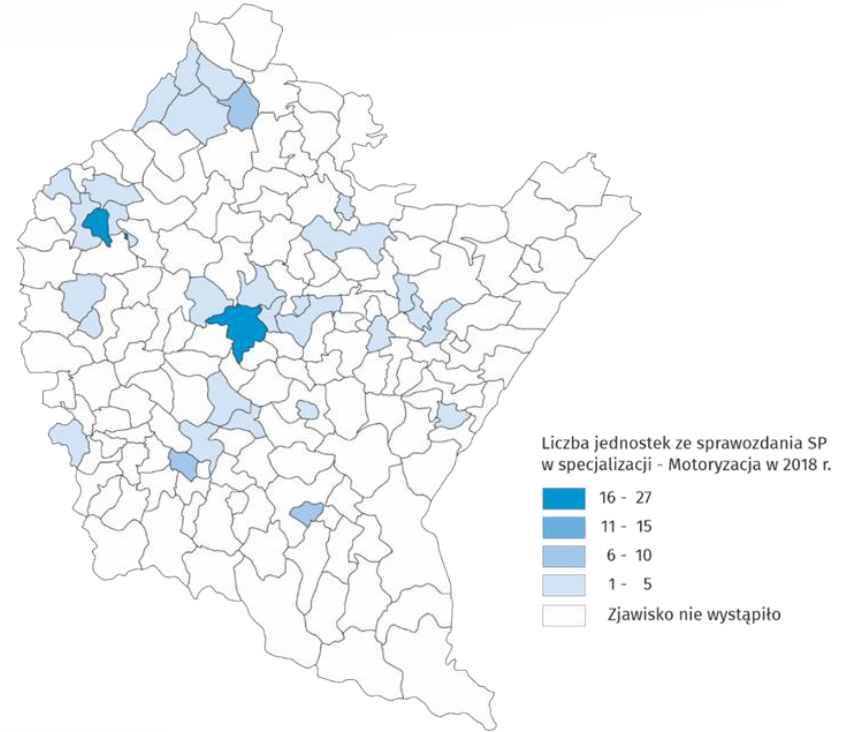 Liczba jednostek ze sprawozdania SP
w specjalizacji - Motoryzacja w 2018 r.
16 - 27
11 - 15
6 - 10
1 - 5
Zjawisko nie wystąpiło